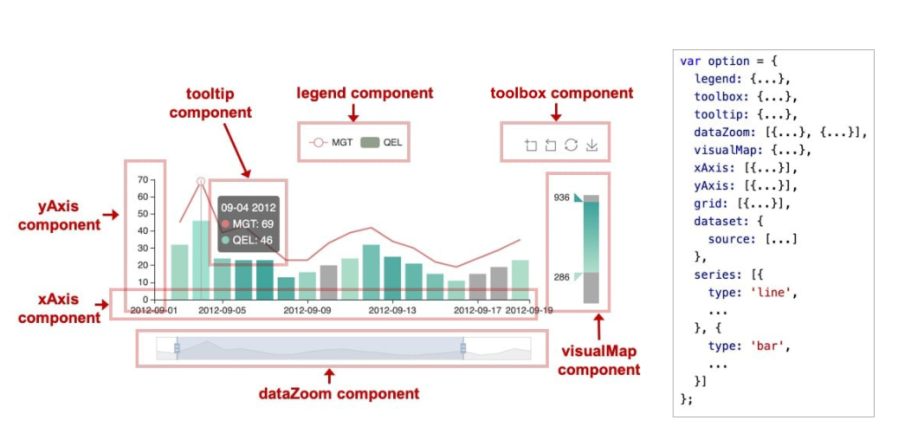 tooltip
component
legend component
toolbox component
MGT
QEL
yAxis
component
70
60
50
40
30
20
10
0
09-04 2012
MGT: 69
QEL: 46
936
286
xAxis
component
2012-09-01
2012-09-05
2012-09-09
2012-09-13
2012-09-17
2012-09-19
visualMap
component
dataZoom component
var option = {
legend: {...},
toolbox: {...},
tooltip: {...},
dataZoom: [{...}, {...}],
visualMap: {...},
xAxis: [{...}],
yAxis: [{...}],
grid: [{...}],
dataset: {
source: [...]
},
series: [{
type: 'line',
...
}, {
type: 'bar',
...
}]
};